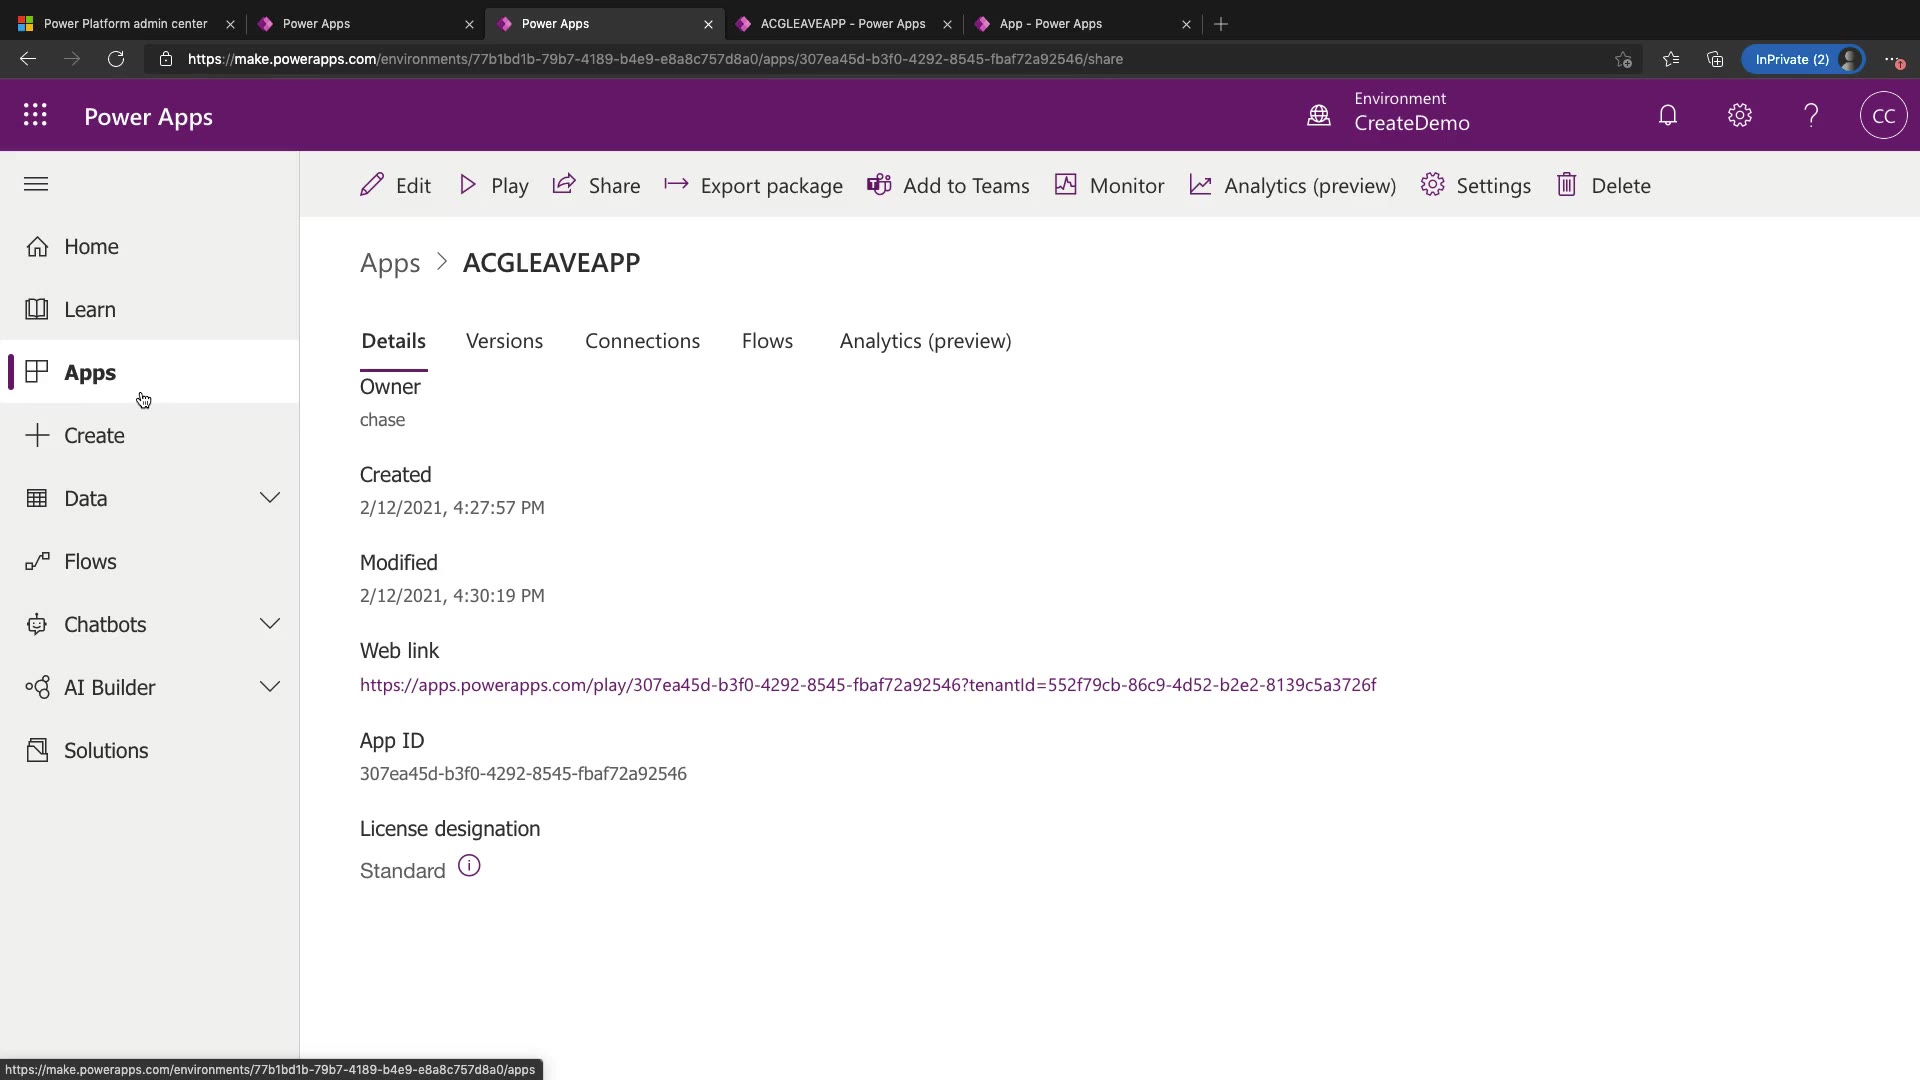 Power Platform admin center
Power Apps
Power Apps
ACGLEAVEAPP - Power Apps
App - Power Apps
https://make.powerapps.com/environments/77b1bd1b-79b7-4189-b4e9-e8a8c757d8a0/apps/307ea45d-b3f0-4292-8545-fbaf72a92546/share
InPrivate (2)
Power Apps
Environment
CreateDemo
CC
Edit
Play
Share
Export package
Add to Teams
Monitor
Analytics (preview)
Settings
Delete
Home
Learn
Apps
Create
Data
Flows
Chatbots
AI Builder
Solutions
Apps > ACGLEAVEAPP
Details
Versions
Connections
Flows
Analytics (preview)
Owner
chase
Created
2/12/2021, 4:27:57 PM
Modified
2/12/2021, 4:30:19 PM
Web link
https://apps.powerapps.com/play/307ea45d-b3f0-4292-8545-fbaf72a92546?tenantId=552f79cb-86c9-4d52-b2e2-8139c5a3726f
App ID
307ea45d-b3f0-4292-8545-fbaf72a92546
License designation
Standard
https://make.powerapps.com/environments/77b1bd1b-79b7-4189-b4e9-e8a8c757d8a0/apps